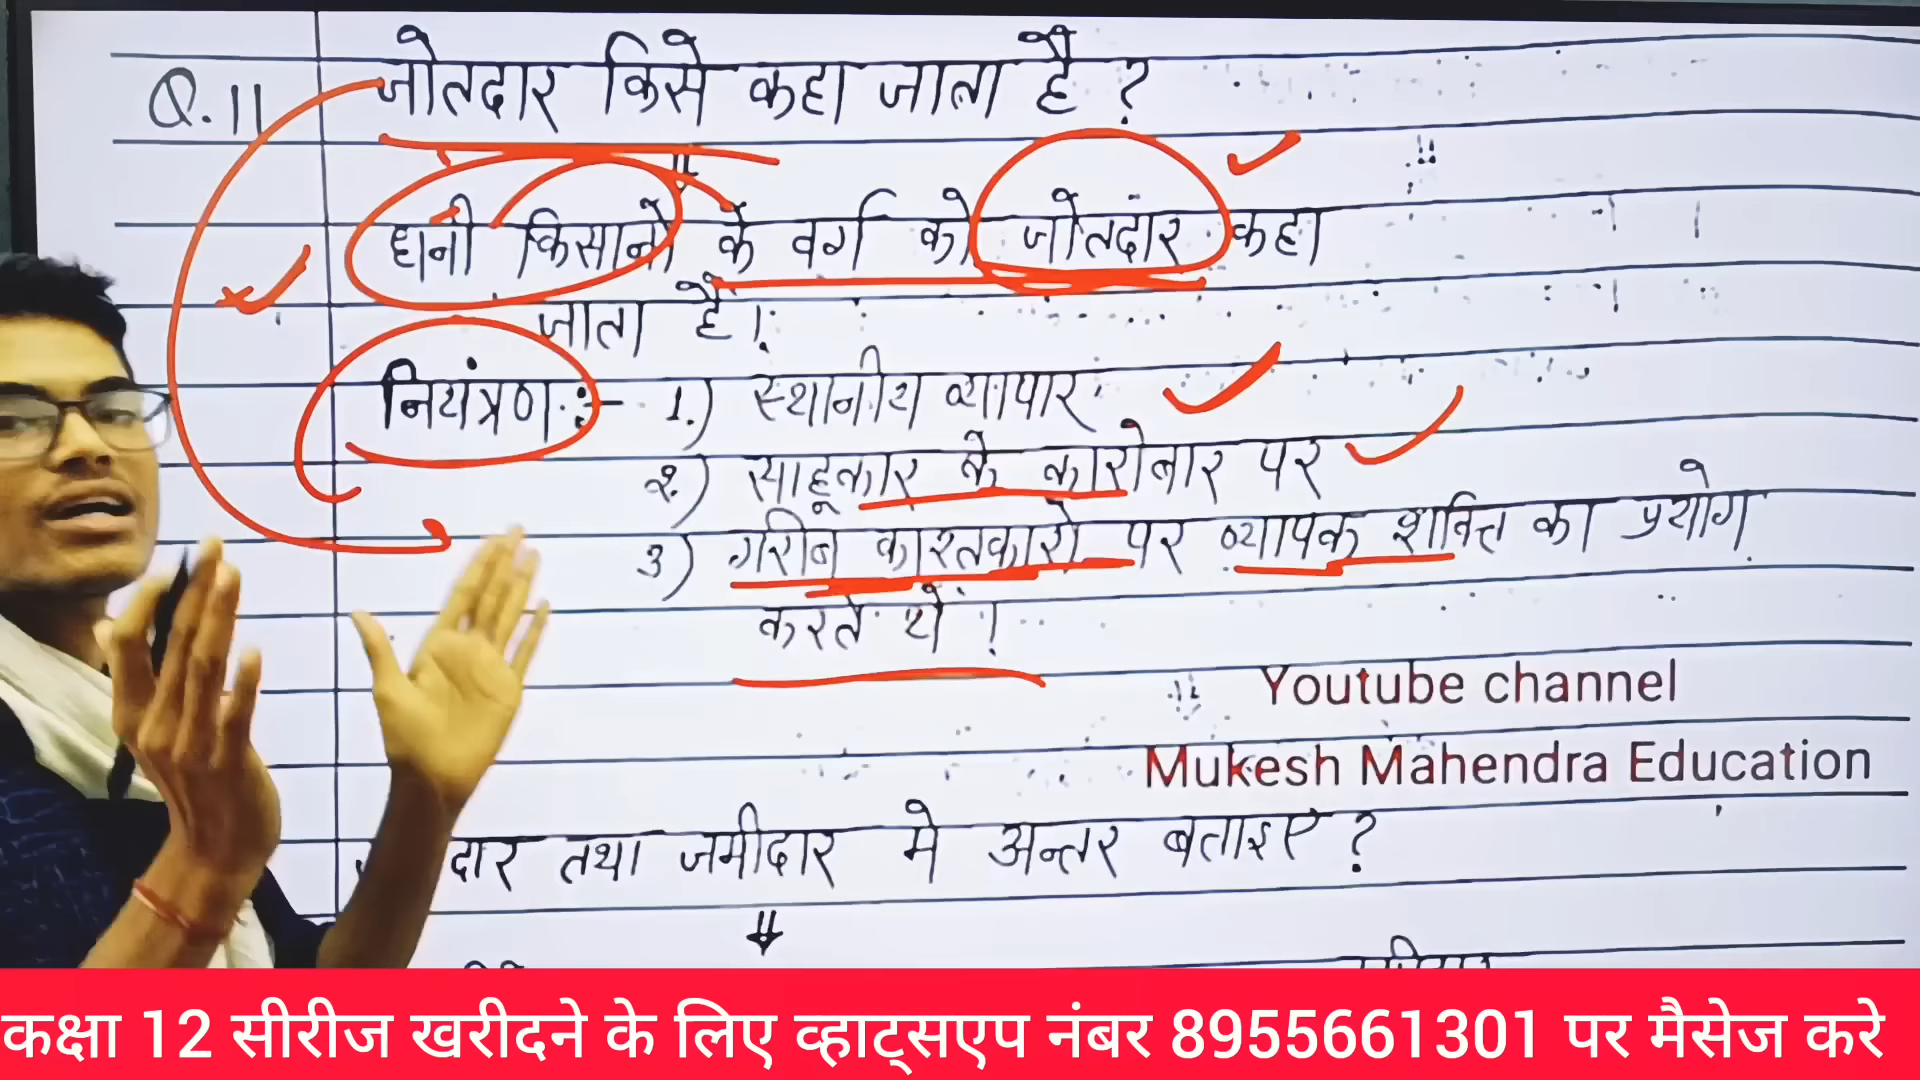 Q.11 जोतदार किसे कहा जाता है ?
धनी किसानो के वर्ग को जोतदार कहा
जाता है।
नियंत्रण :- 1.) स्थानीय व्यापार
2.) साहूकार के कारोबार पर
3) गरीब काश्तकारो पर व्यापक शक्ति का प्रयोग
करते थे।
Youtube channel
Mukesh Mahendra Education
दार तथा जमीदार मे अन्तर बताइए ?
कक्षा 12 सीरीज खरीदने के लिए व्हाट्सएप नंबर 8955661301 पर मैसेज करे